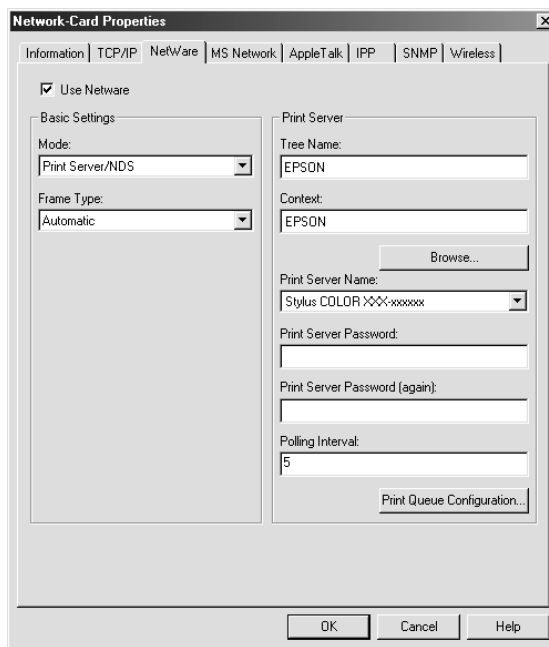 Network-Card Properties
Information TCP/IP NetWare MS Network AppleTalk IPP SNMP Wireless
Use Netware
Basic Settings
Mode:
Print Server/NDS
Frame Type:
Automatic
Print Server
Tree Name:
EPSON
Context:
EPSON
Browse...
Print Server Name:
Stylus COLOR XXX-xxxxxx
Print Server Password:
Print Server Password (again):
Polling Interval:
5
Print Queue Configuration...
OK Cancel Help